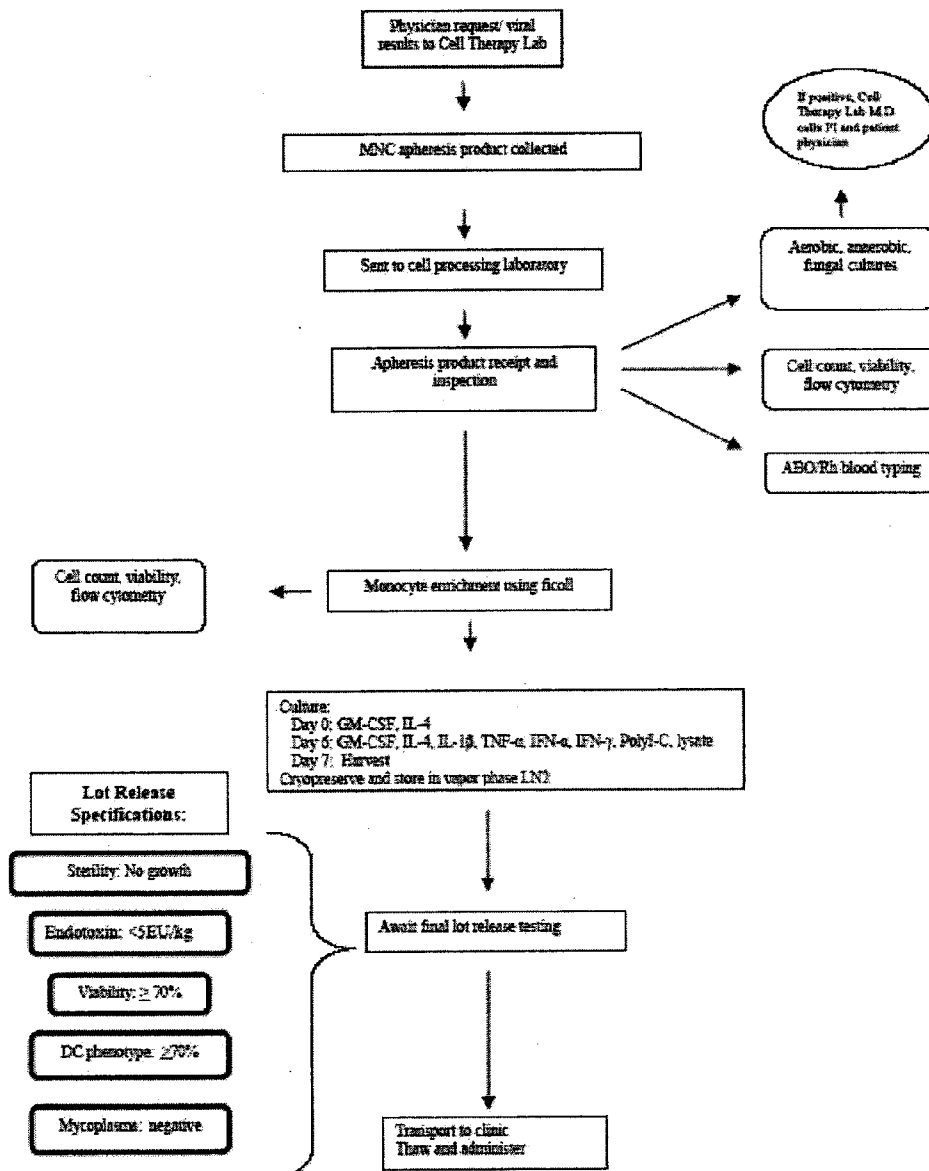 Physician request/ viral
results to Cell Therapy Lab
If positive, Cell
Therapy Lab M.D.
calls PI and patient
physician
MNC apheresis product collected
Aerobic, anaerobic,
fungal cultures
Sent to cell processing laboratory
Apheresis product receipt and
inspection
Cell count, viability,
flow cytometry
ABO/Rh blood typing
Cell count, viability,
flow cytometry
Monocyte enrichment using ficoll
Culture:
Day 0: GM-CSF, IL-4
Day 6: GM-CSF, IL-4, IL-1β, TNF-α, IFN-α, IFN-γ, PolyI-C, lysate
Day 7: Harvest
Cryopreserve and store in vapor phase LN2
Lot Release
Specifications:
Sterility: No growth
Endotoxin: <5EU/kg
Await final lot release testing
Viability: ≥ 70%
DC phenotype: ≥70%
Mycoplasma: negative
Transport to clinic
Thaw and administer